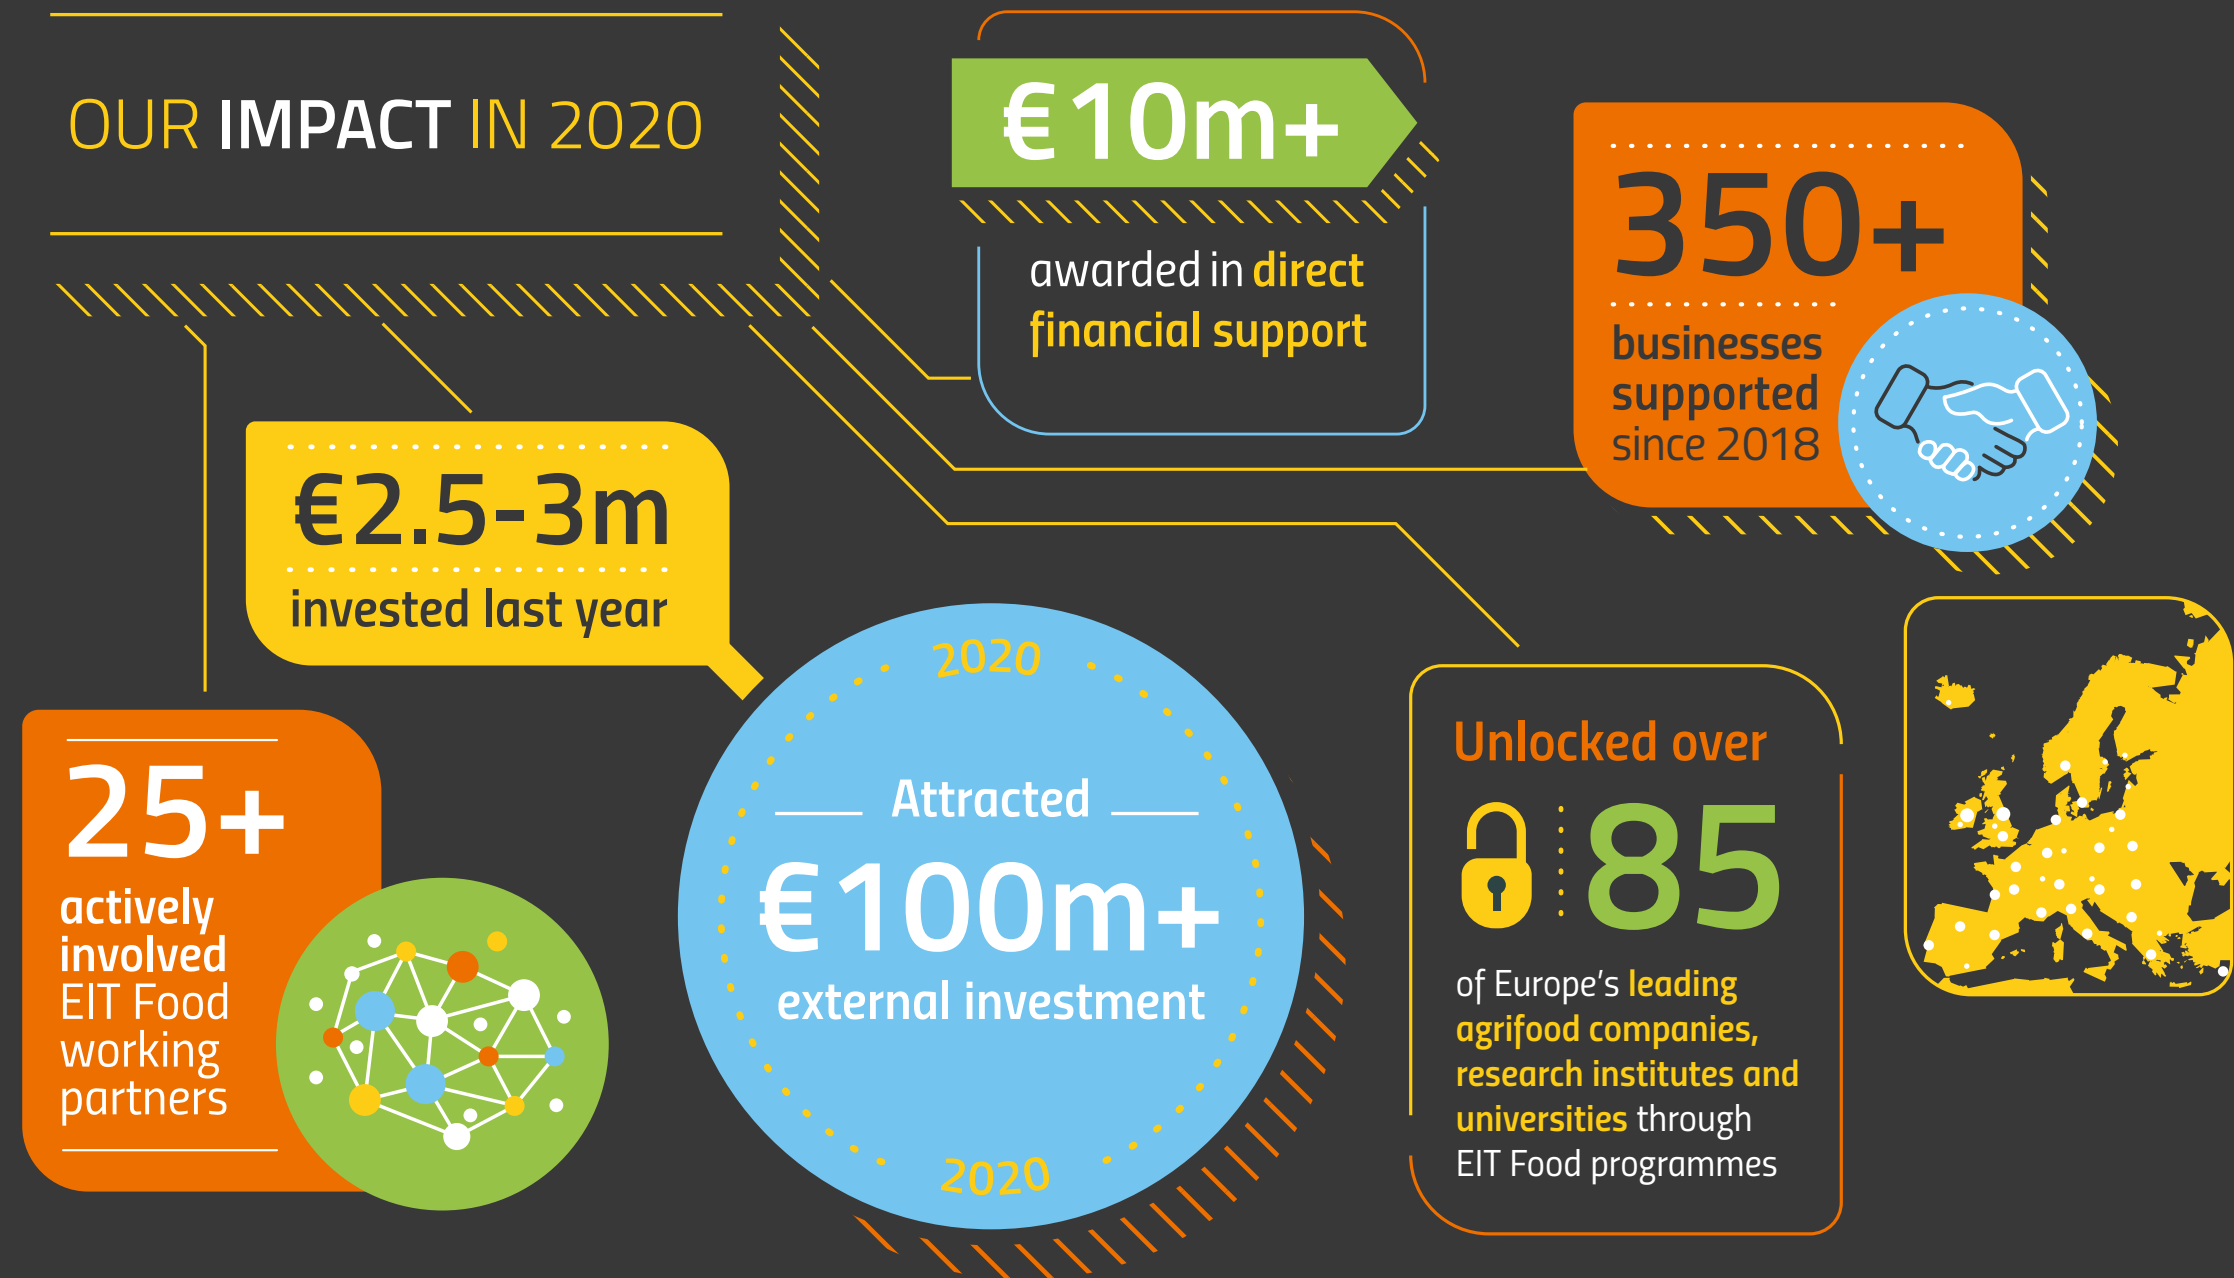 OUR IMPACT IN 2020
€10m+
awarded in direct
financial support
350+
businesses
supported
since 2018
€2.5-3m
invested last year
25+
actively
involved
EIT Food
working
partners
2020
Attracted
€100m+
external investment
2020
Unlocked over
85
of Europe's leading
agrifood companies,
research institutes and
universities through
EIT Food programmes